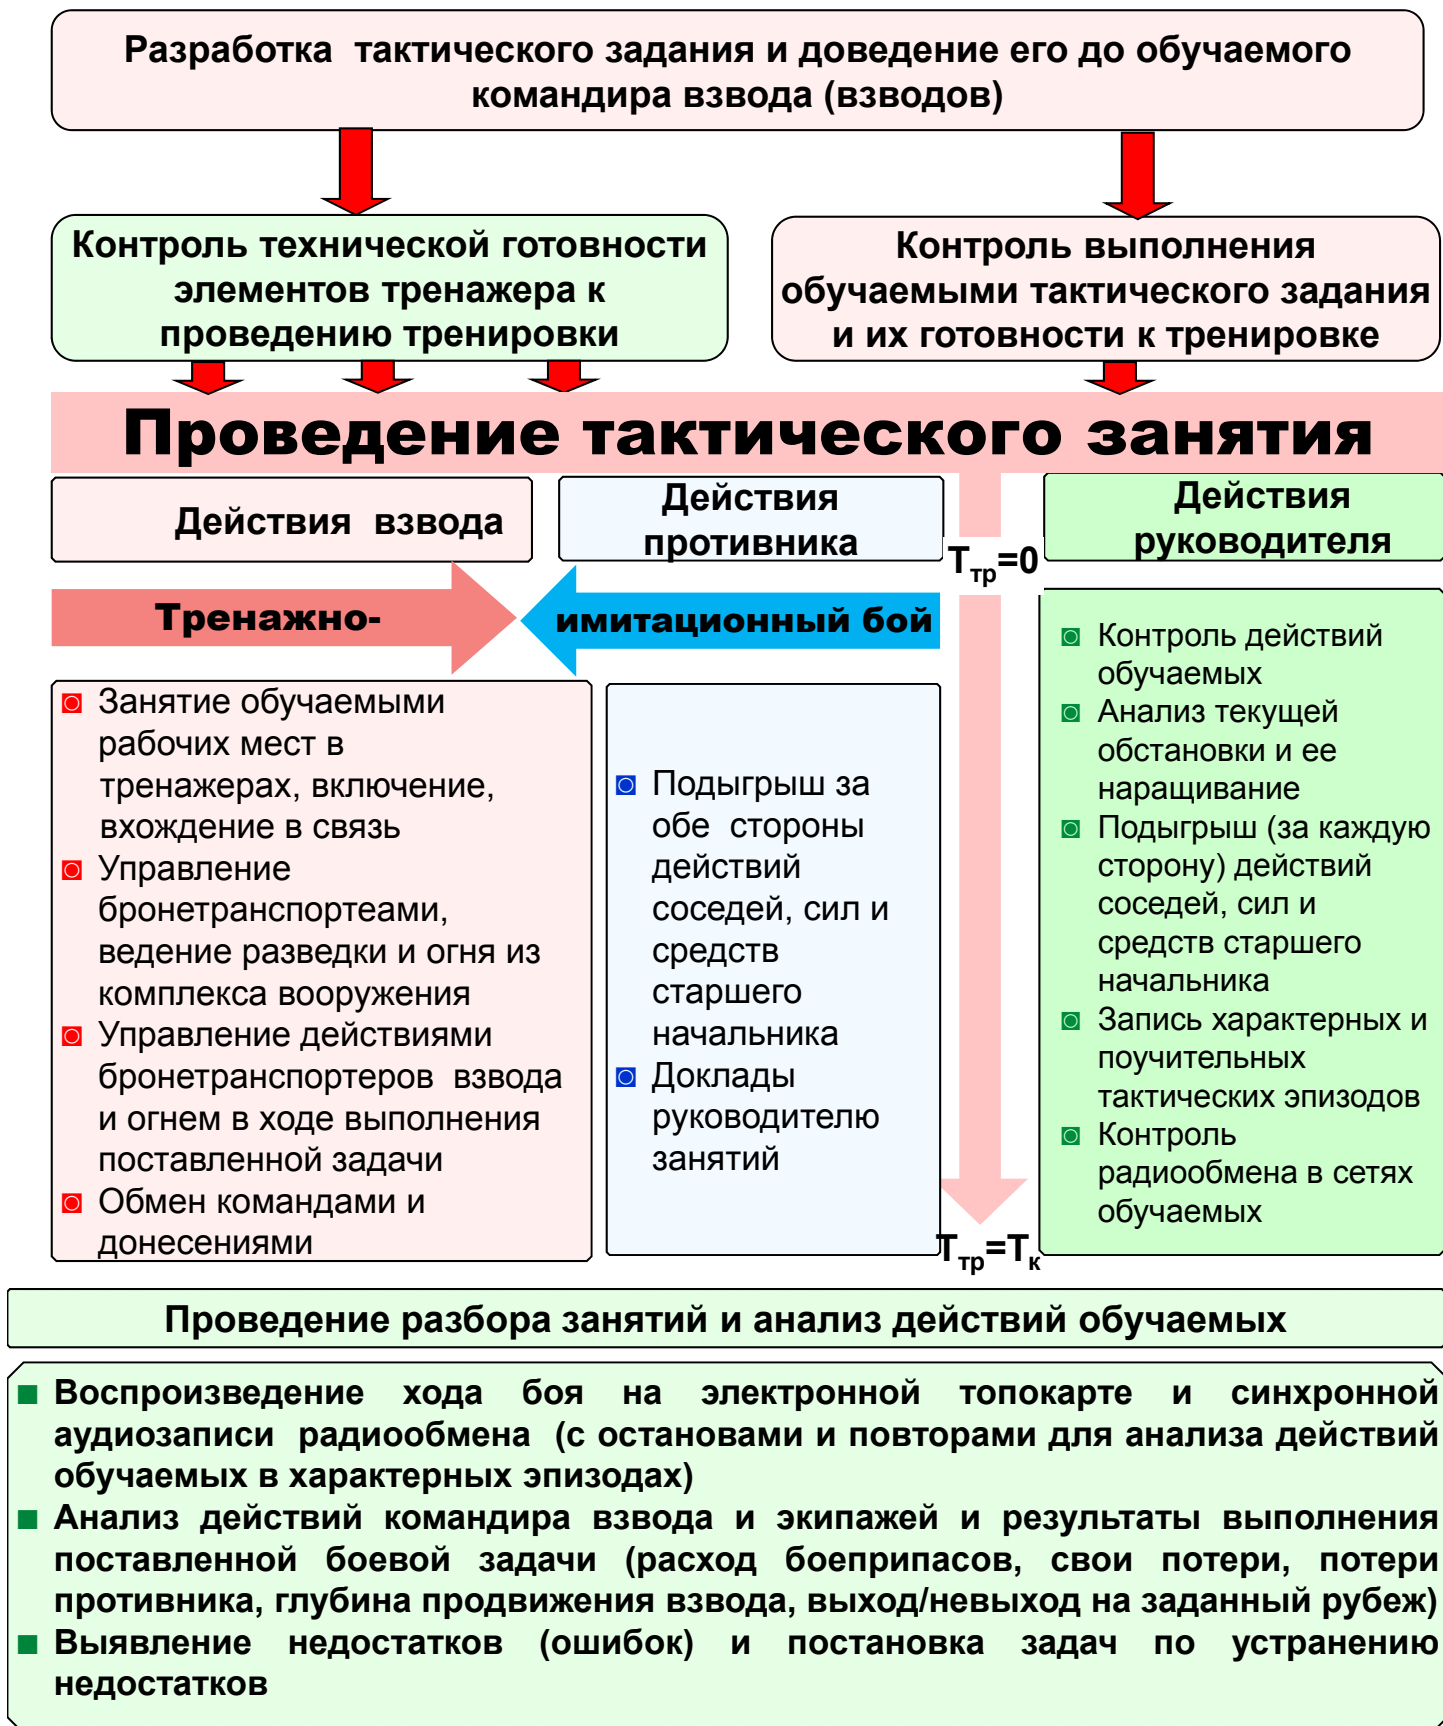 Разработка тактического задания и доведение его до обучаемого
командира взвода (взводов)
Контроль технической готовности
элементов тренажера к
проведению тренировки
Контроль выполнения
обучаемыми тактического задания
и их готовности к тренировке
Проведение тактического занятия
Действия взвода
Действия
противника
Tтр=0
Действия
руководителя
Тренажно-
имитационный бой
Занятие обучаемыми
рабочих мест в
тренажерах, включение,
вхождение в связь
Управление
бронетранспортеами,
ведение разведки и огня из
комплекса вооружения
Управление действиями
бронетранспортеров взвода
и огнем в ходе выполнения
поставленной задачи
Обмен командами и
донесениями
Подыгрыш за
обе стороны
действий
соседей, сил и
средств
старшего
начальника
Доклады
руководителю
занятий
Контроль действий
обучаемых
Анализ текущей
обстановки и ее
наращивание
Подыгрыш (за каждую
сторону) действий
соседей, сил и
средств старшего
начальника
Запись характерных и
поучительных
тактических эпизодов
Контроль
радиообмена в сетях
обучаемых
Tтр=Tк
Проведение разбора занятий и анализ действий обучаемых
Воспроизведение хода боя на электронной топокарте и синхронной
аудиозаписи радиообмена (с остановами и повторами для анализа действий
обучаемых в характерных эпизодах)
Анализ действий командира взвода и экипажей и результаты выполнения
поставленной боевой задачи (расход боеприпасов, свои потери, потери
противника, глубина продвижения взвода, выход/невыход на заданный рубеж)
Выявление недостатков (ошибок) и постановка задач по устранению
недостатков